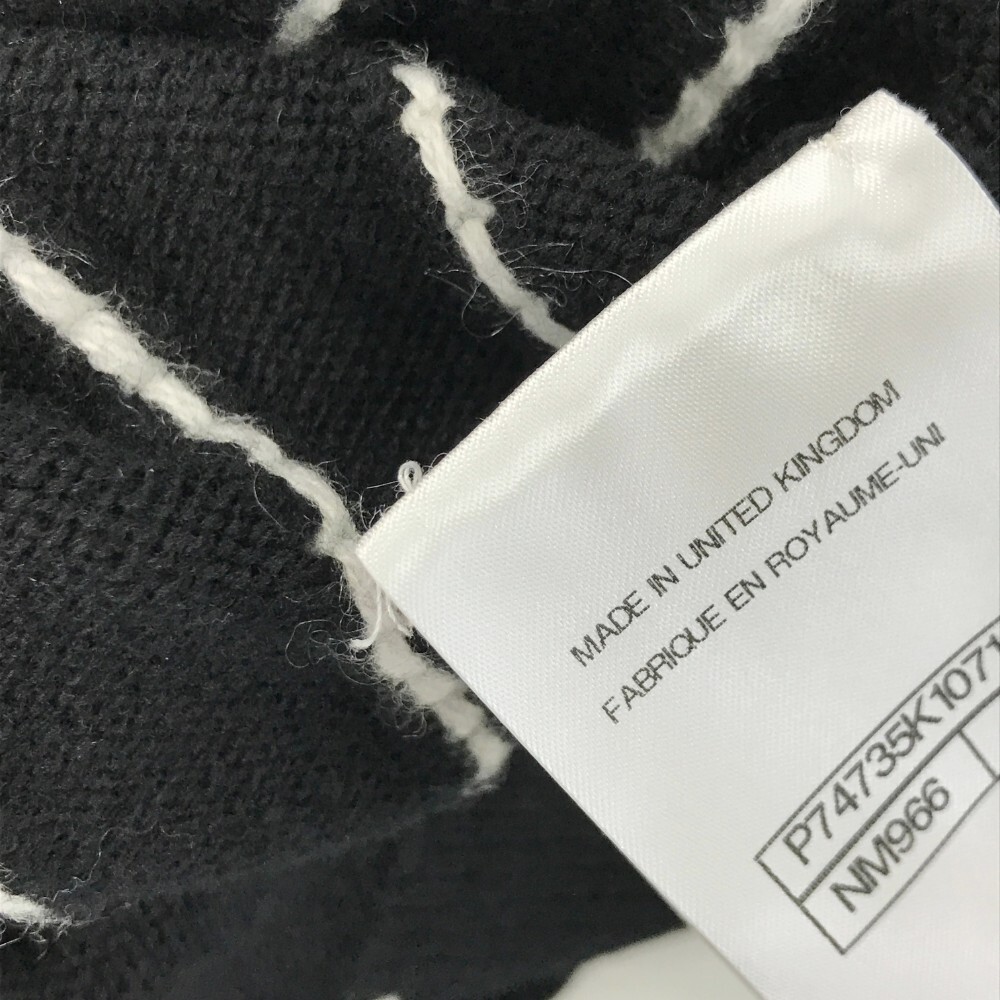 MADE IN UNITED KINGDOM
FABRIQUE EN ROYAUME-UNI
P74735K1071
NM966